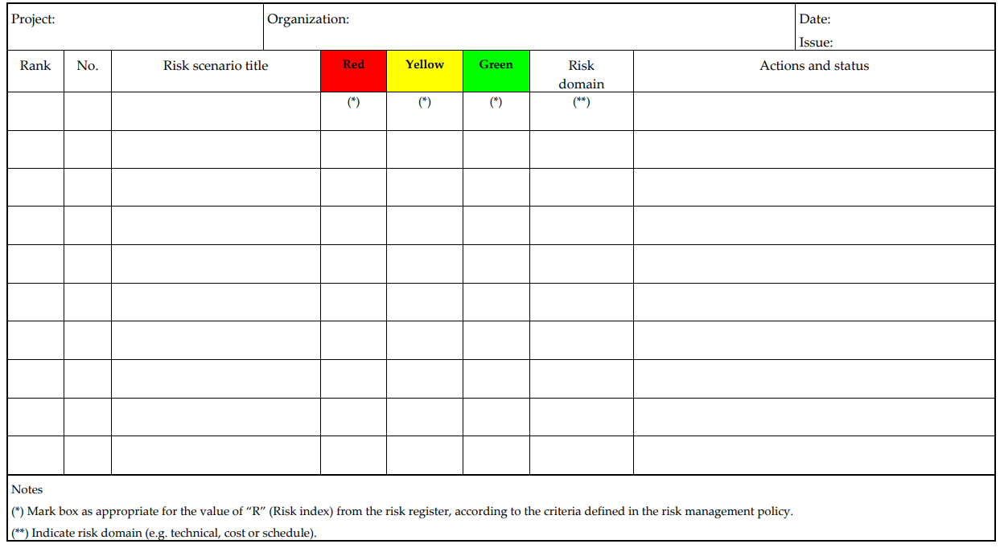 Project: Organization: Date:
Issue:
Rank No. Risk scenario title Red Yellow Green Risk domain Actions and status
(*) (*) (*) (**)
Notes
(*) Mark box as appropriate for the value of “R” (Risk index) from the risk register, according to the criteria defined in the risk management policy.
(**) Indicate risk domain (e.g. technical, cost or schedule).